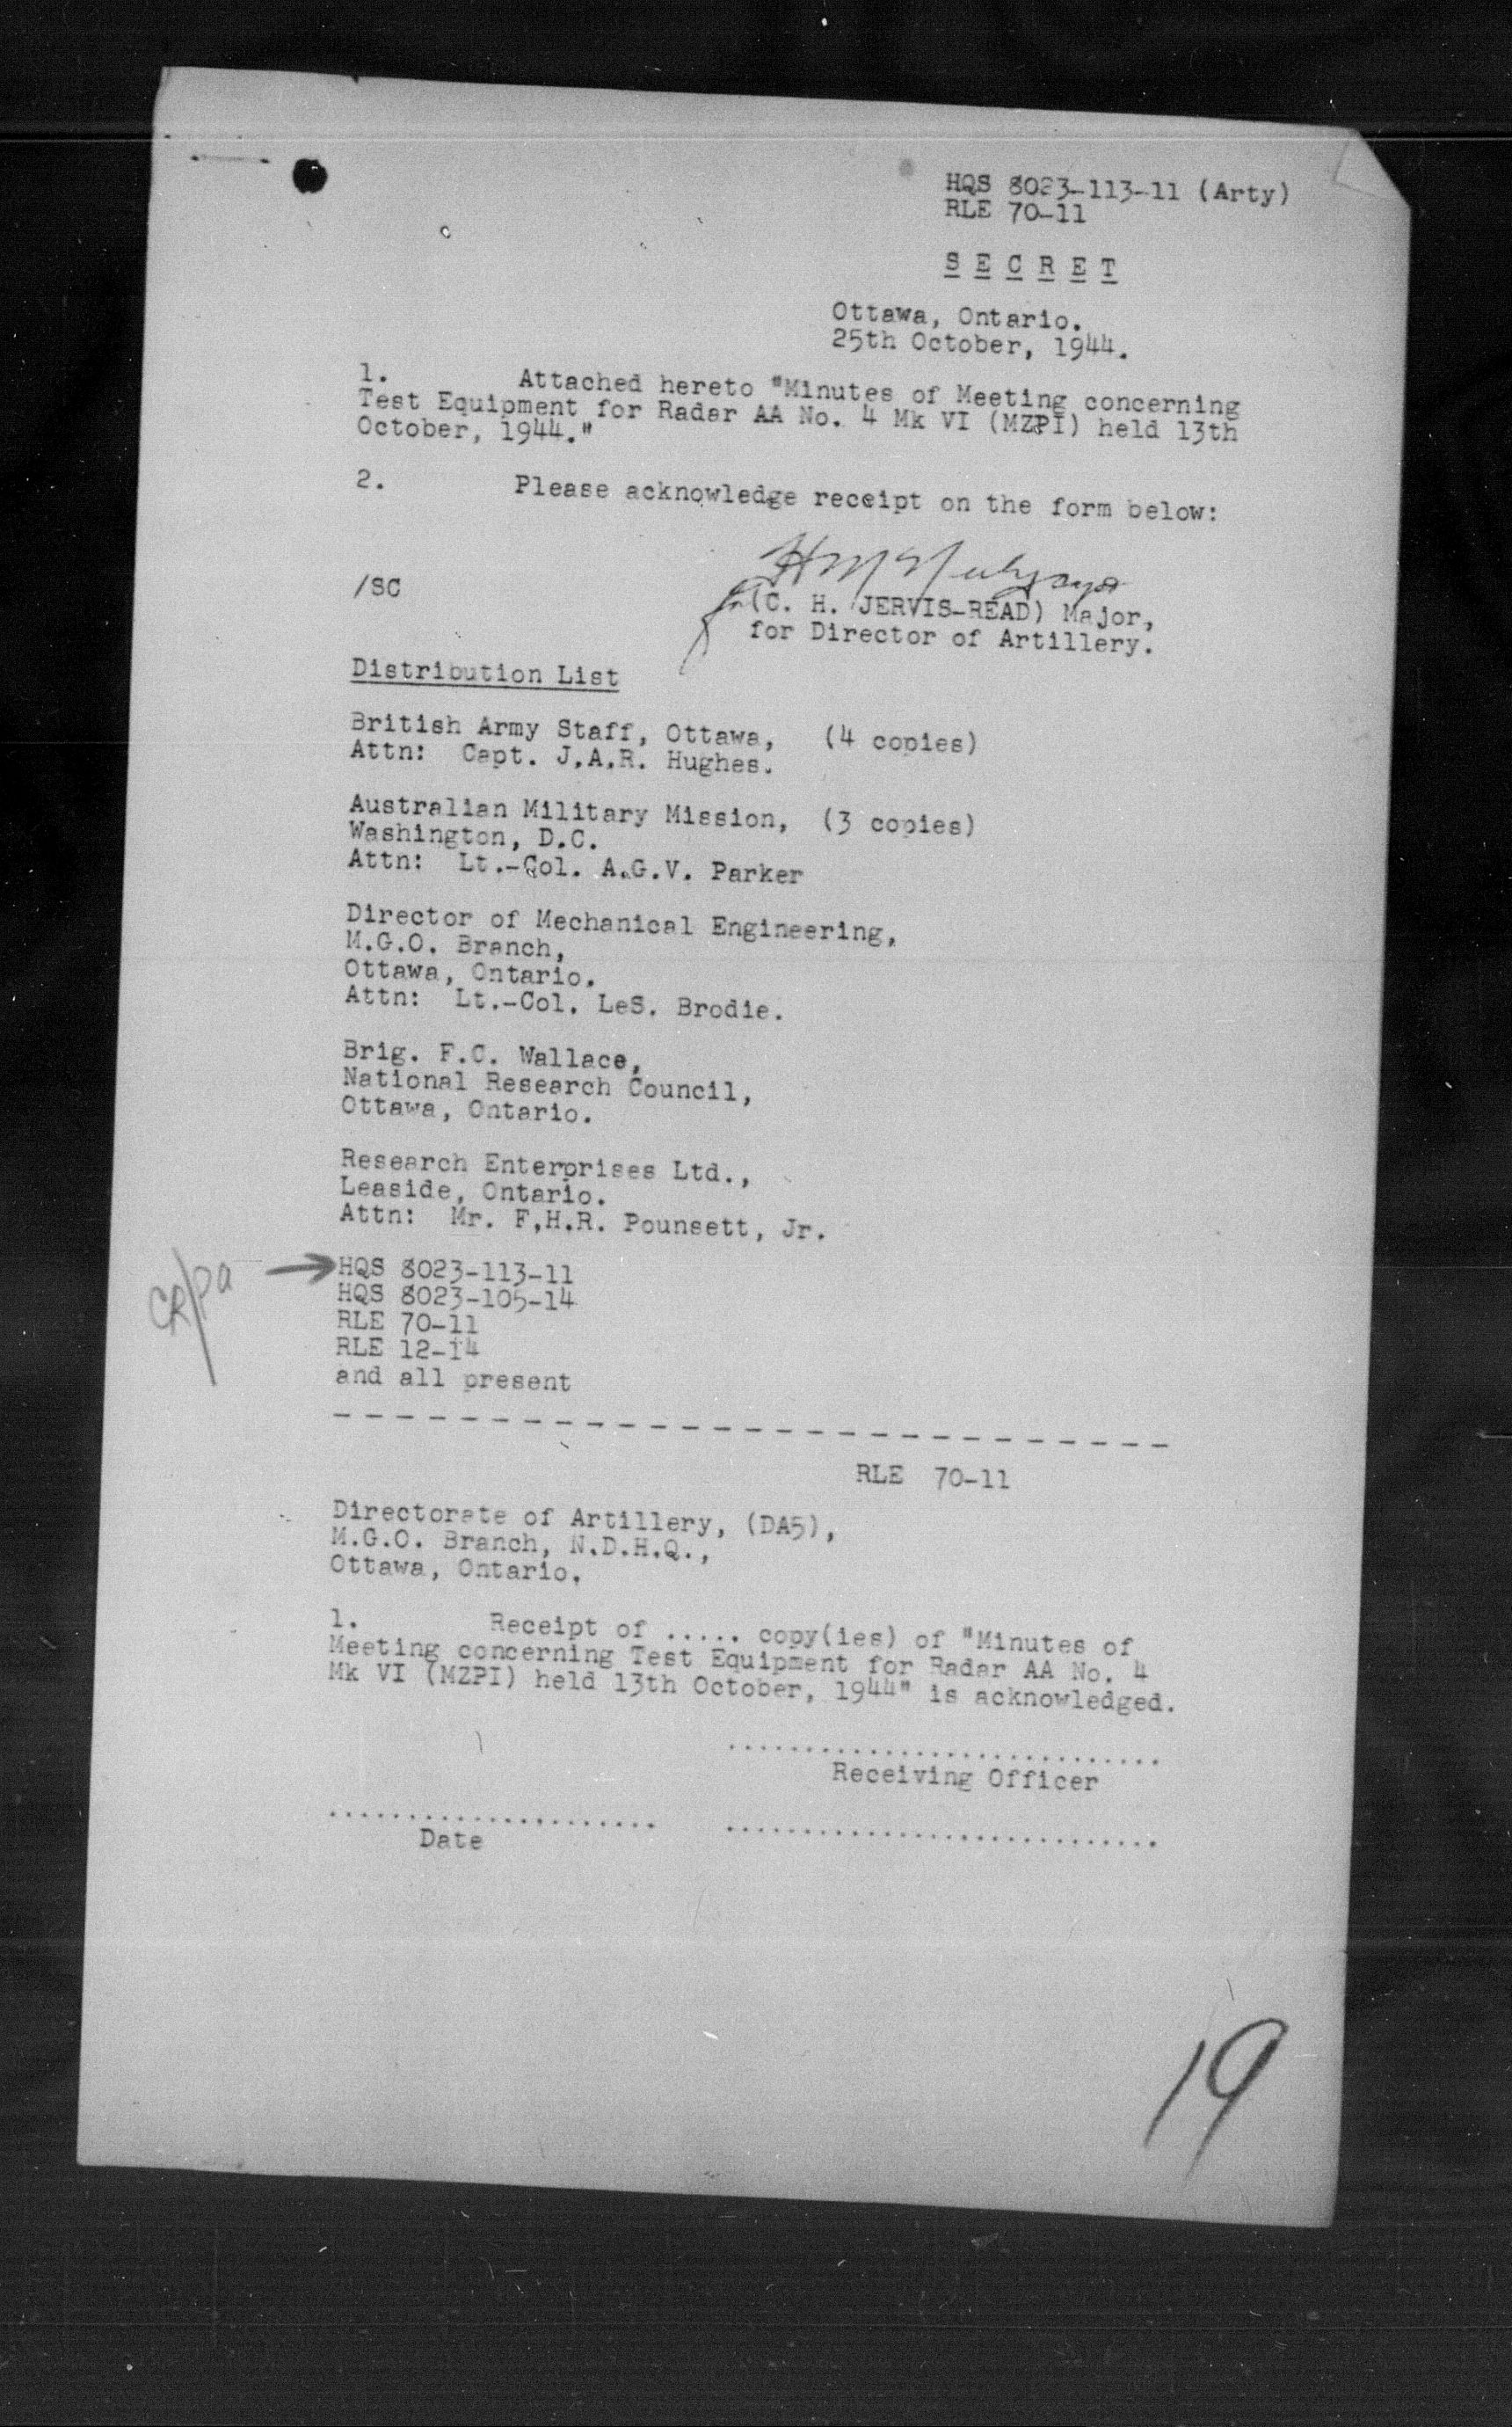 HQS 8023-113-11 (Arty)
RLE 70-11
S E C R E T
Ottawa, Ontario.
25th October, 1944.
1. Attached hereto "Minutes of Meeting concerning
Test Equipment for Radar AA No. 4 Mk VI (MZPI) held 13th
October, 1944."
2. Please acknowledge receipt on the form below:
/SC
(C. H. JERVIS-READ) Major,
for Director of Artillery.
Distribution List
British Army Staff, Ottawa, (4 copies)
Attn: Capt. J.A.R. Hughes.
Australian Military Mission, (3 copies)
Washington, D.C.
Attn: Lt.-Col. A.G.V. Parker
Director of Mechanical Engineering,
M.G.O. Branch,
Ottawa, Ontario.
Attn: Lt.-Col. LeS. Brodie.
Brig. F.C. Wallace,
National Research Council,
Ottawa, Ontario.
Research Enterprises Ltd.,
Leaside, Ontario.
Attn: Mr. F.H.R. Pounsett, Jr.
CR/PA → HQS 8023-113-11
HQS 8023-105-14
RLE 70-11
RLE 12-14
and all present
RLE 70-11
Directorate of Artillery, (DA5),
M.G.O. Branch, N.D.H.Q.,
Ottawa, Ontario.
1. Receipt of ..... copy(ies) of "Minutes of
Meeting concerning Test Equipment for Radar AA No. 4
Mk VI (MZPI) held 13th October, 1944" is acknowledged.
Receiving Officer
Date
19